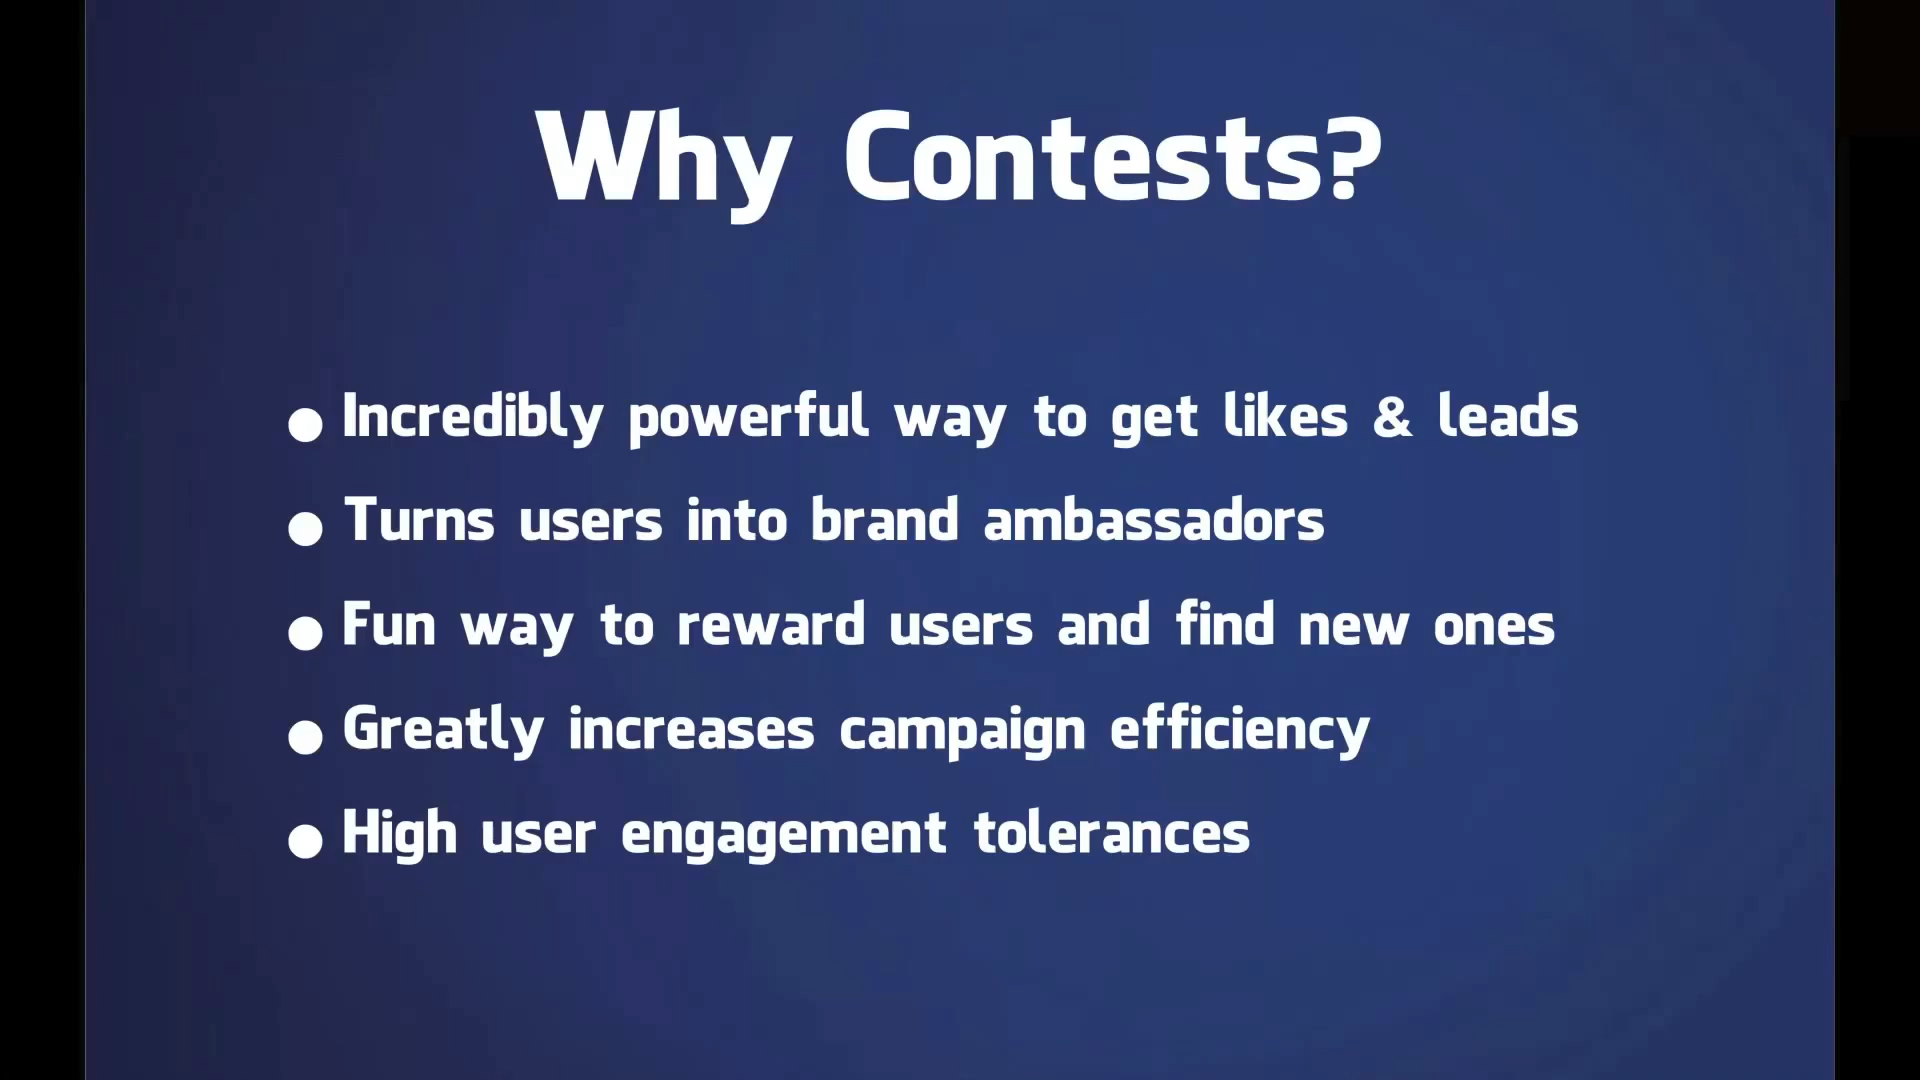 Why Contests?
● Incredibly powerful way to get likes & leads
● Turns users into brand ambassadors
● Fun way to reward users and find new ones
● Greatly increases campaign efficiency
● High user engagement tolerances